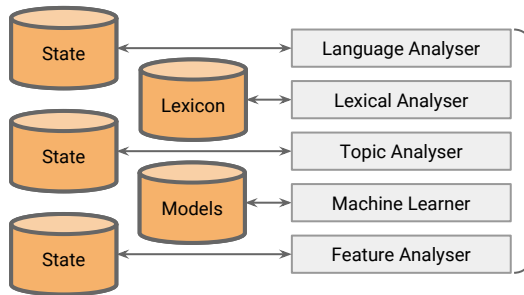 State
Language Analyser
Lexicon
Lexical Analyser
State
Topic Analyser
Models
Machine Learner
State
Feature Analyser